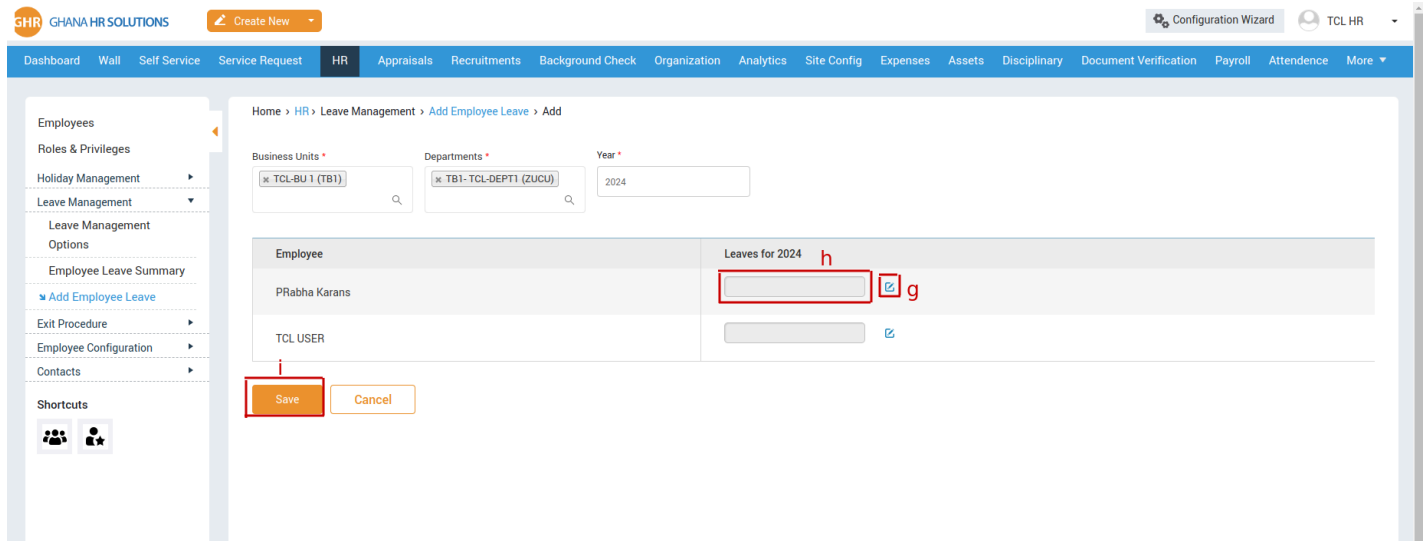 GHR GHANA HR SOLUTIONS Create New Configuration Wizard TCL HR
Dashboard Wall Self Service Service Request HR Appraisals Recruitments Background Check Organization Analytics Site Config Expenses Assets Disciplinary Document Verification Payroll Attendence More
Home › HR › Leave Management › Add Employee Leave › Add
Employees
Roles & Privileges
Holiday Management
Leave Management
Leave Management
Options
Employee Leave Summary
Add Employee Leave
Exit Procedure
Employee Configuration
Contacts
Shortcuts
Business Units * Departments * Year *
× TCL-BU 1 (TB1) × TB1- TCL-DEPT1 (ZUCU) 2024
Employee Leaves for 2024 h
PRabha Karans g
TCL USER
i
Save Cancel